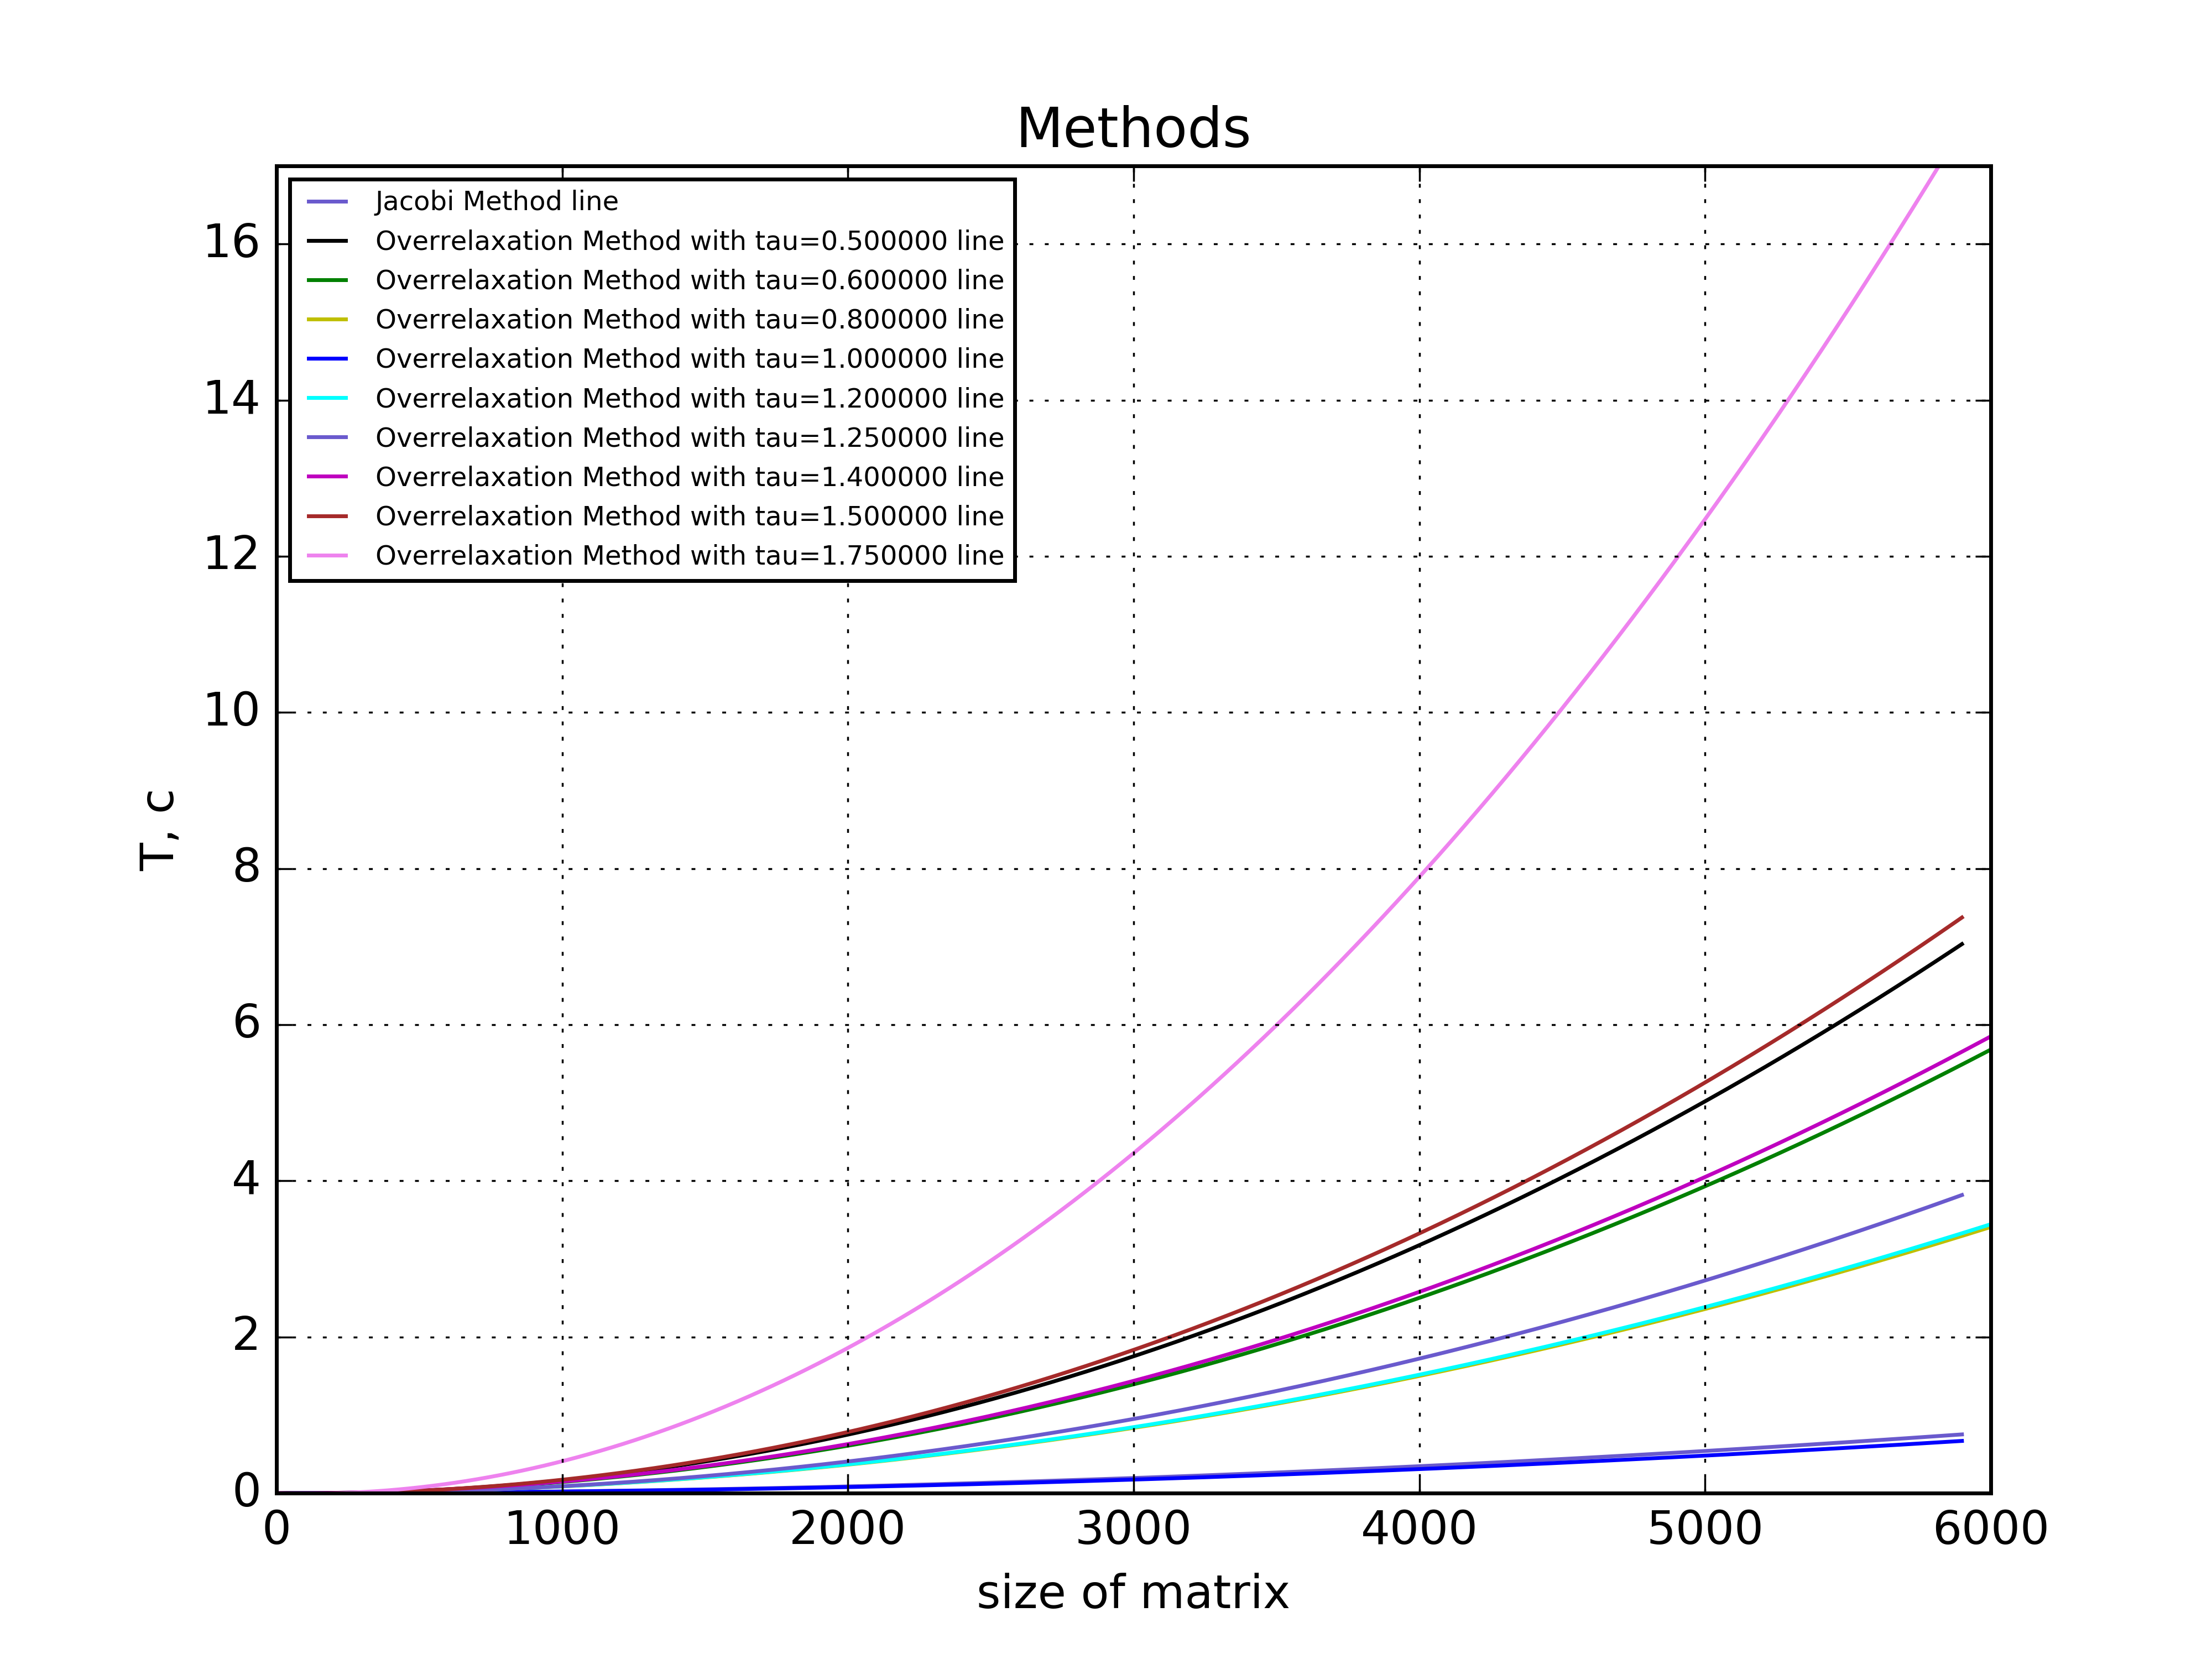 Methods
Jacobi Method line
Overrelaxation Method with tau=0.500000 line
Overrelaxation Method with tau=0.600000 line
Overrelaxation Method with tau=0.800000 line
Overrelaxation Method with tau=1.000000 line
Overrelaxation Method with tau=1.200000 line
Overrelaxation Method with tau=1.250000 line
Overrelaxation Method with tau=1.400000 line
Overrelaxation Method with tau=1.500000 line
Overrelaxation Method with tau=1.750000 line
16
14
12
10
8
6
4
2
0
T, c
0 1000 2000 3000 4000 5000 6000
size of matrix